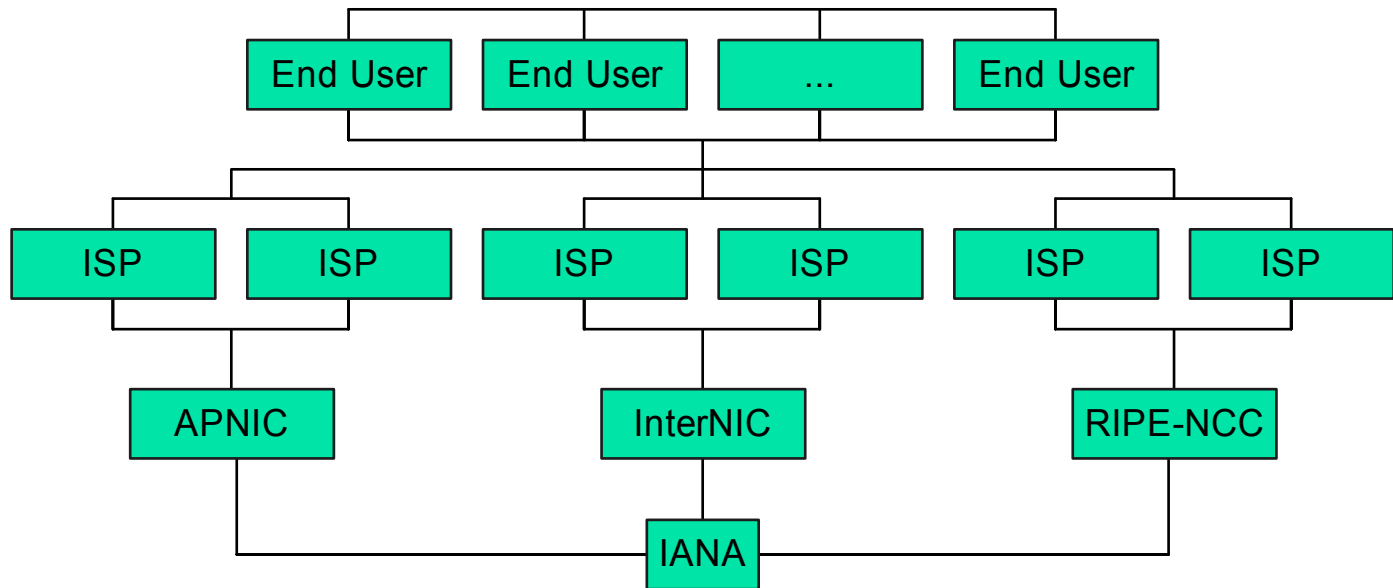 End User End User ... End User
ISP ISP ISP ISP ISP ISP
APNIC InterNIC RIPE-NCC
IANA